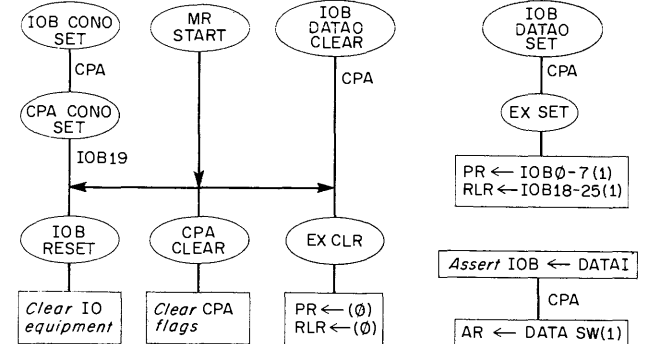 IOB CONO
SET
MR
START
IOB
DATAO
CLEAR
IOB
DATAO
SET
CPA
CPA
CPA
CPA CONO
SET
EX SET
IOB19
PR ← IOBØ-7(1)
RLR ← IOB18-25(1)
IOB
RESET
CPA
CLEAR
EX CLR
Assert IOB ← DATAI
Clear IO
equipment
Clear CPA
flags
PR ← (Ø)
RLR ← (Ø)
CPA
AR ← DATA SW(1)